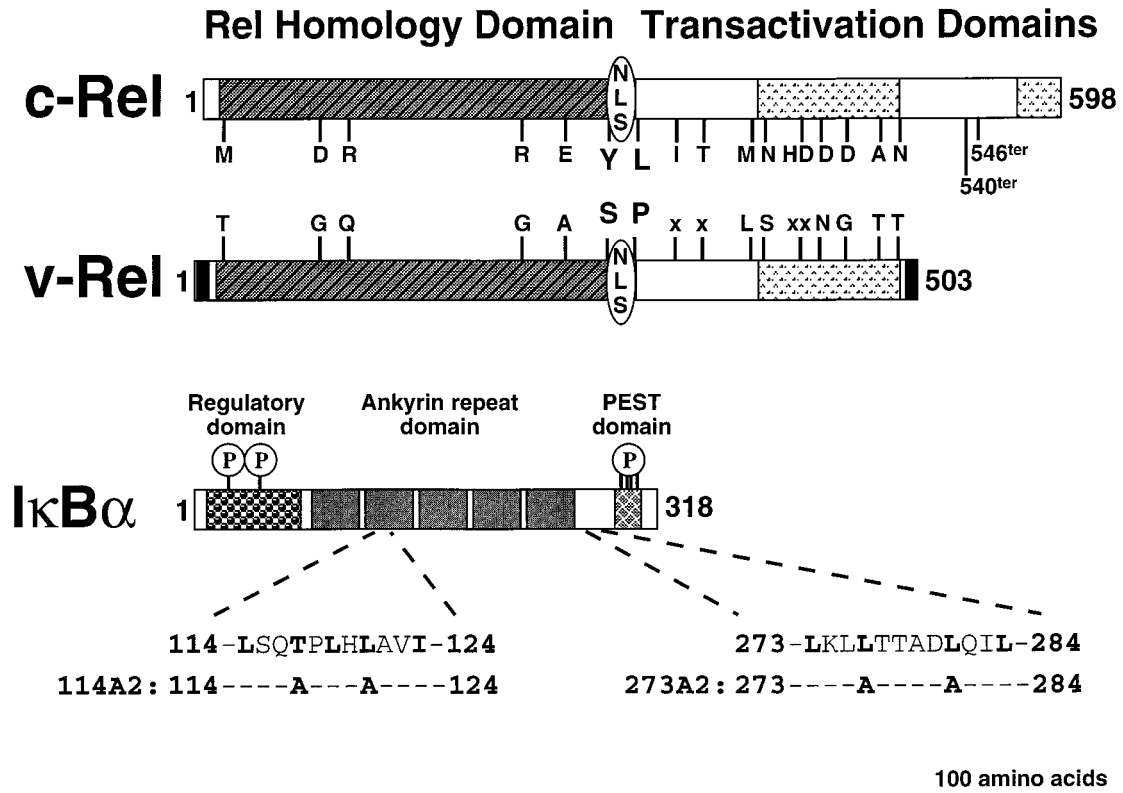 Rel Homology Domain Transactivation Domains
c-Rel 1 NLS 598
M D R R E Y L I T M N H D D D A N 546ter
540ter
T G Q G A S P x x L S x x N G T T
v-Rel 1 NLS 503
Regulatory domain
Ankyrin repeat domain
PEST domain
P P P
IκBα 1 318
114-LSQTPLHLAVI-124 273-LKLLTTADLQIL-284
114A2: 114----A---A----124 273A2: 273----A----A----284
100 amino acids